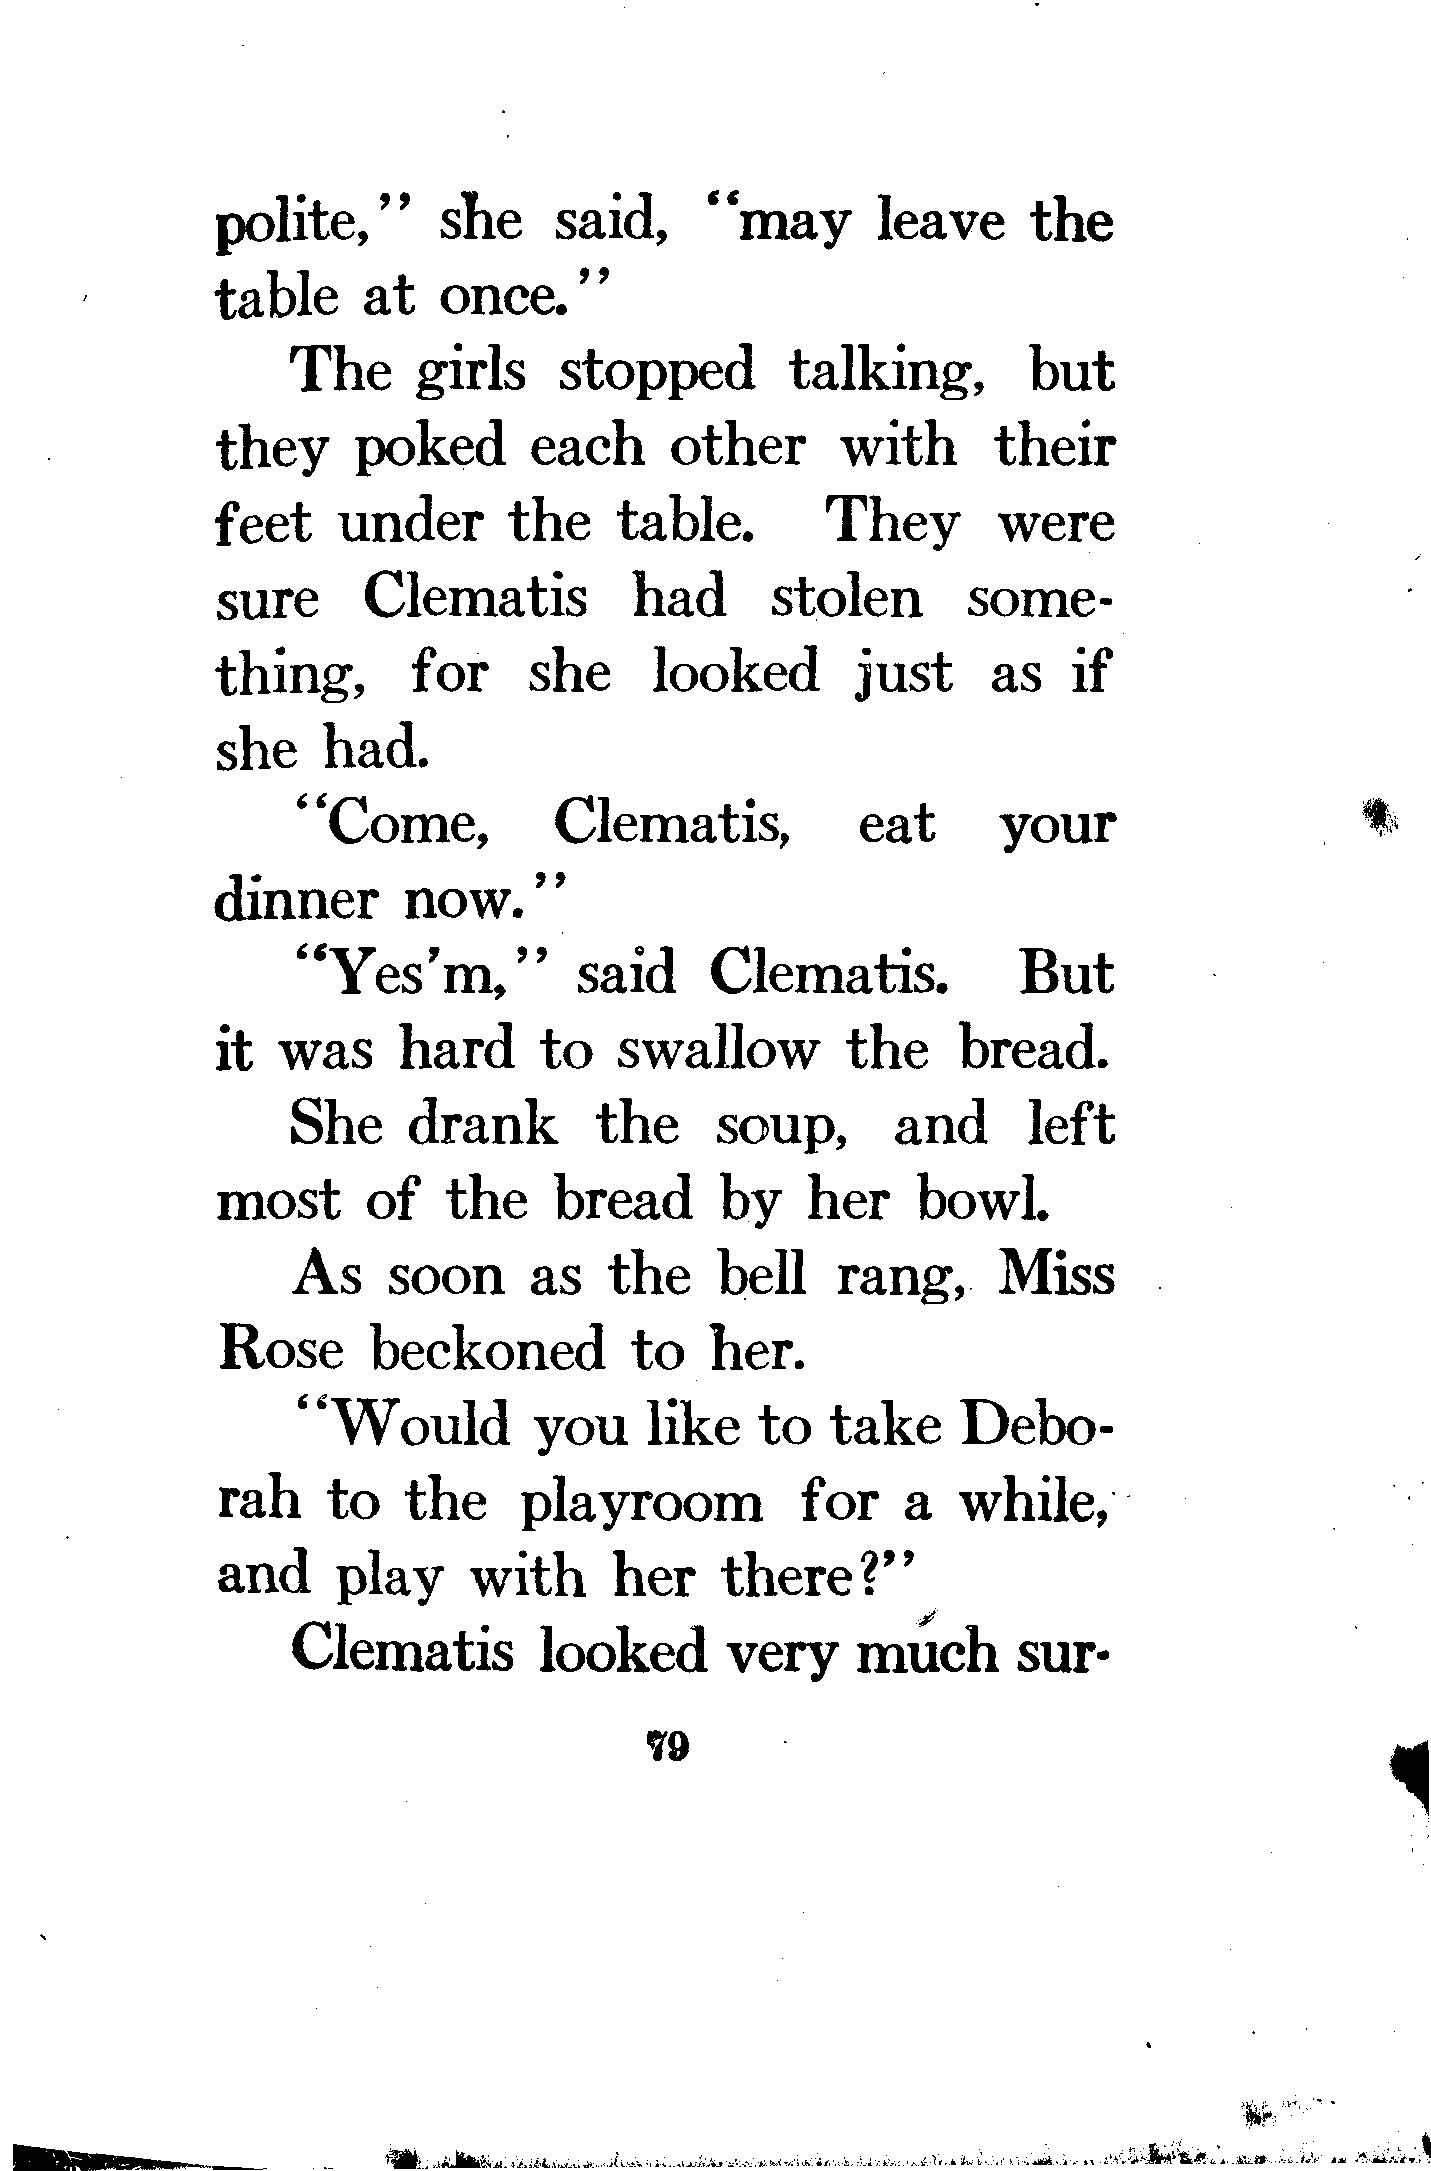 polite,'' she said, ''may leave the
table at once.''
The girls stopped talking, but
they poked each other with their
feet under the table. They were
sure Clematis had stolen some-
thing, for she looked just as if
she had.
''Come, Clematis, eat your
dinner now.''
''Yes'm,'' said Clematis. But
it was hard to swallow the bread.
She drank the soup, and left
most of the bread by her bowl.
As soon as the bell rang, Miss
Rose beckoned to her.
''Would you like to take Debo-
rah to the playroom for a while,
and play with her there?''
Clematis looked very much sur-
79